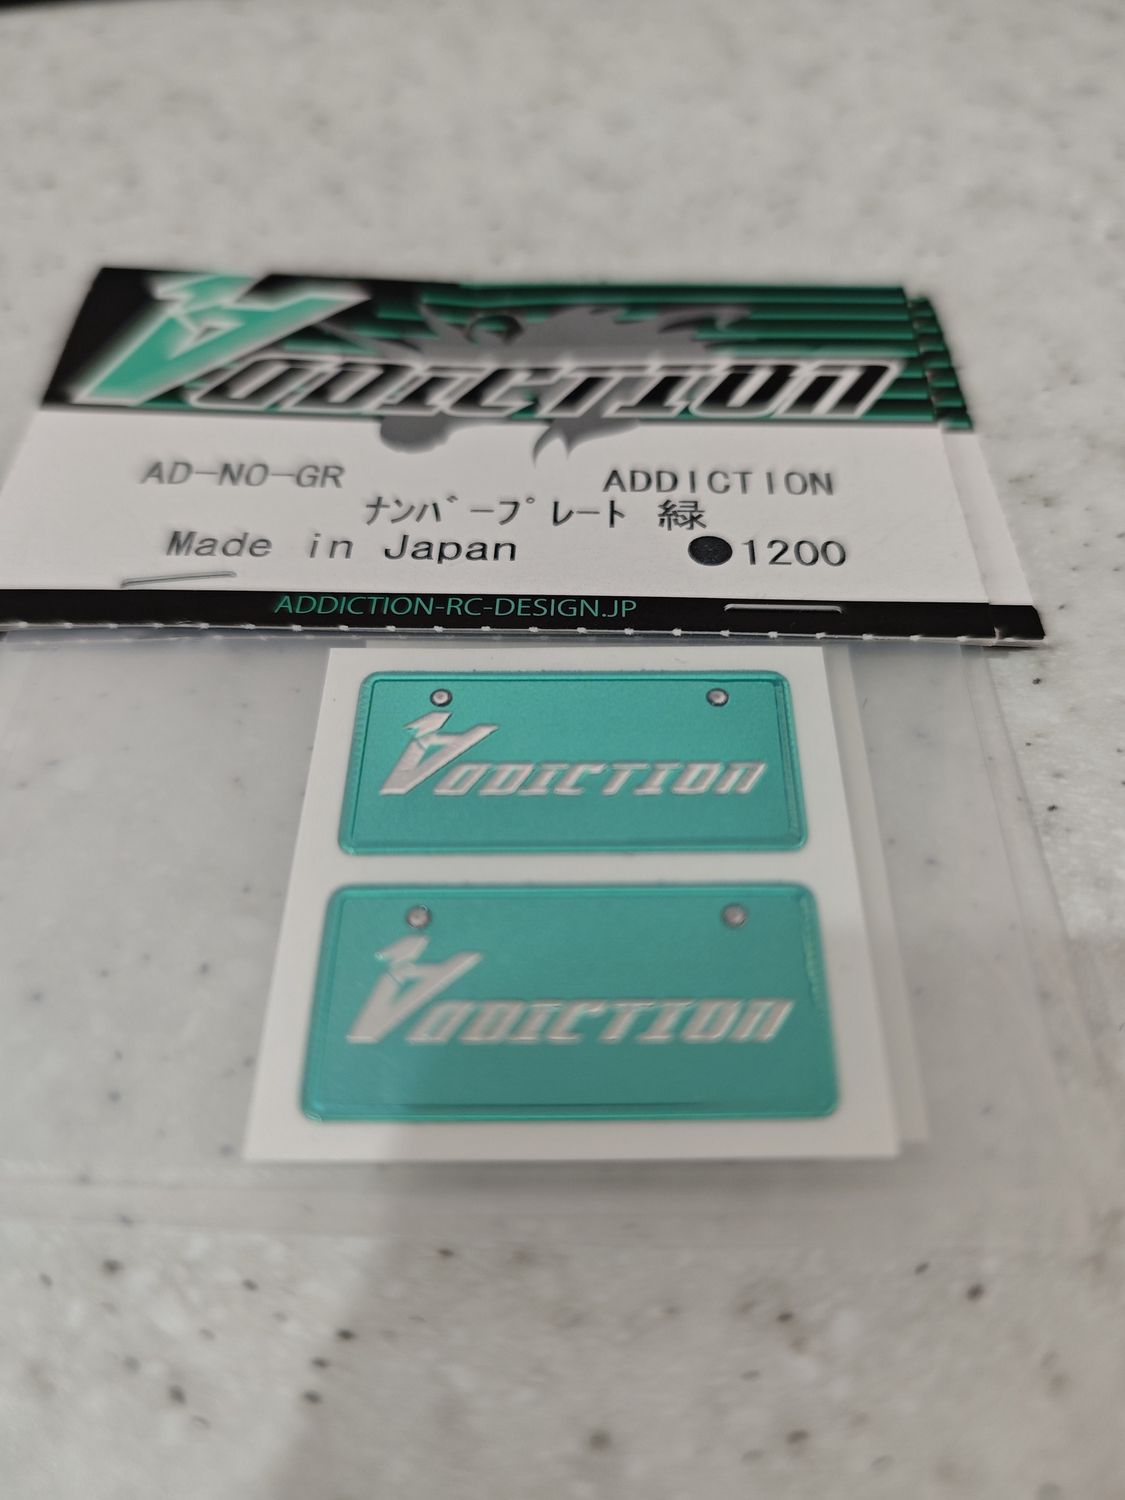 ADDICTION
AD-NO-GR ADDICTION
ナンバープレート 緑
Made in Japan ●1200
ADDICTION-RC-DESIGN.JP
ADDICTION
ADDICTION